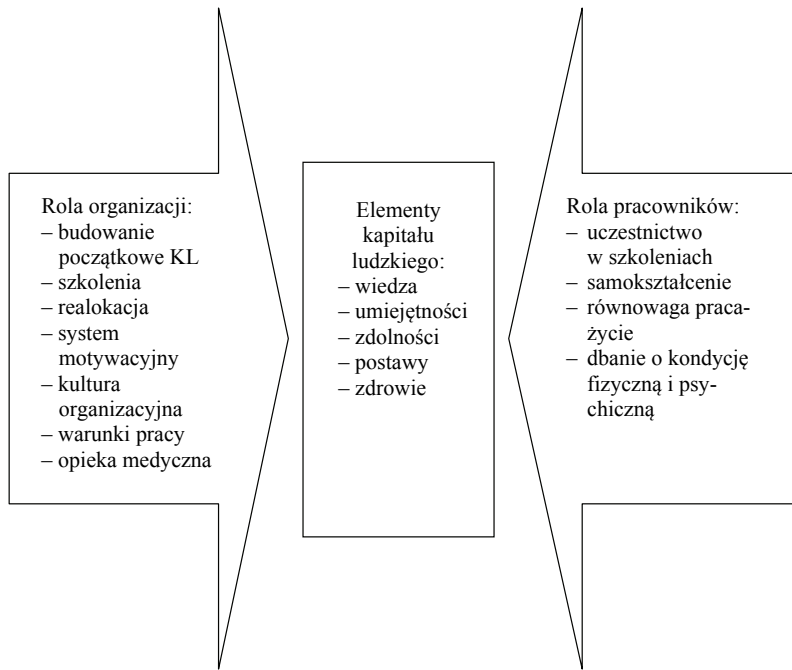 Rola organizacji:
– budowanie
początkowe KL
– szkolenia
– realokacja
– system
motywacyjny
– kultura
organizacyjna
– warunki pracy
– opieka medyczna
Elementy
kapitału
ludzkiego:
– wiedza
– umiejętności
– zdolności
– postawy
– zdrowie
Rola pracowników:
– uczestnictwo
w szkoleniach
– samokształcenie
– równowaga praca-
życie
– dbanie o kondycję
fizyczną i psy-
chiczną